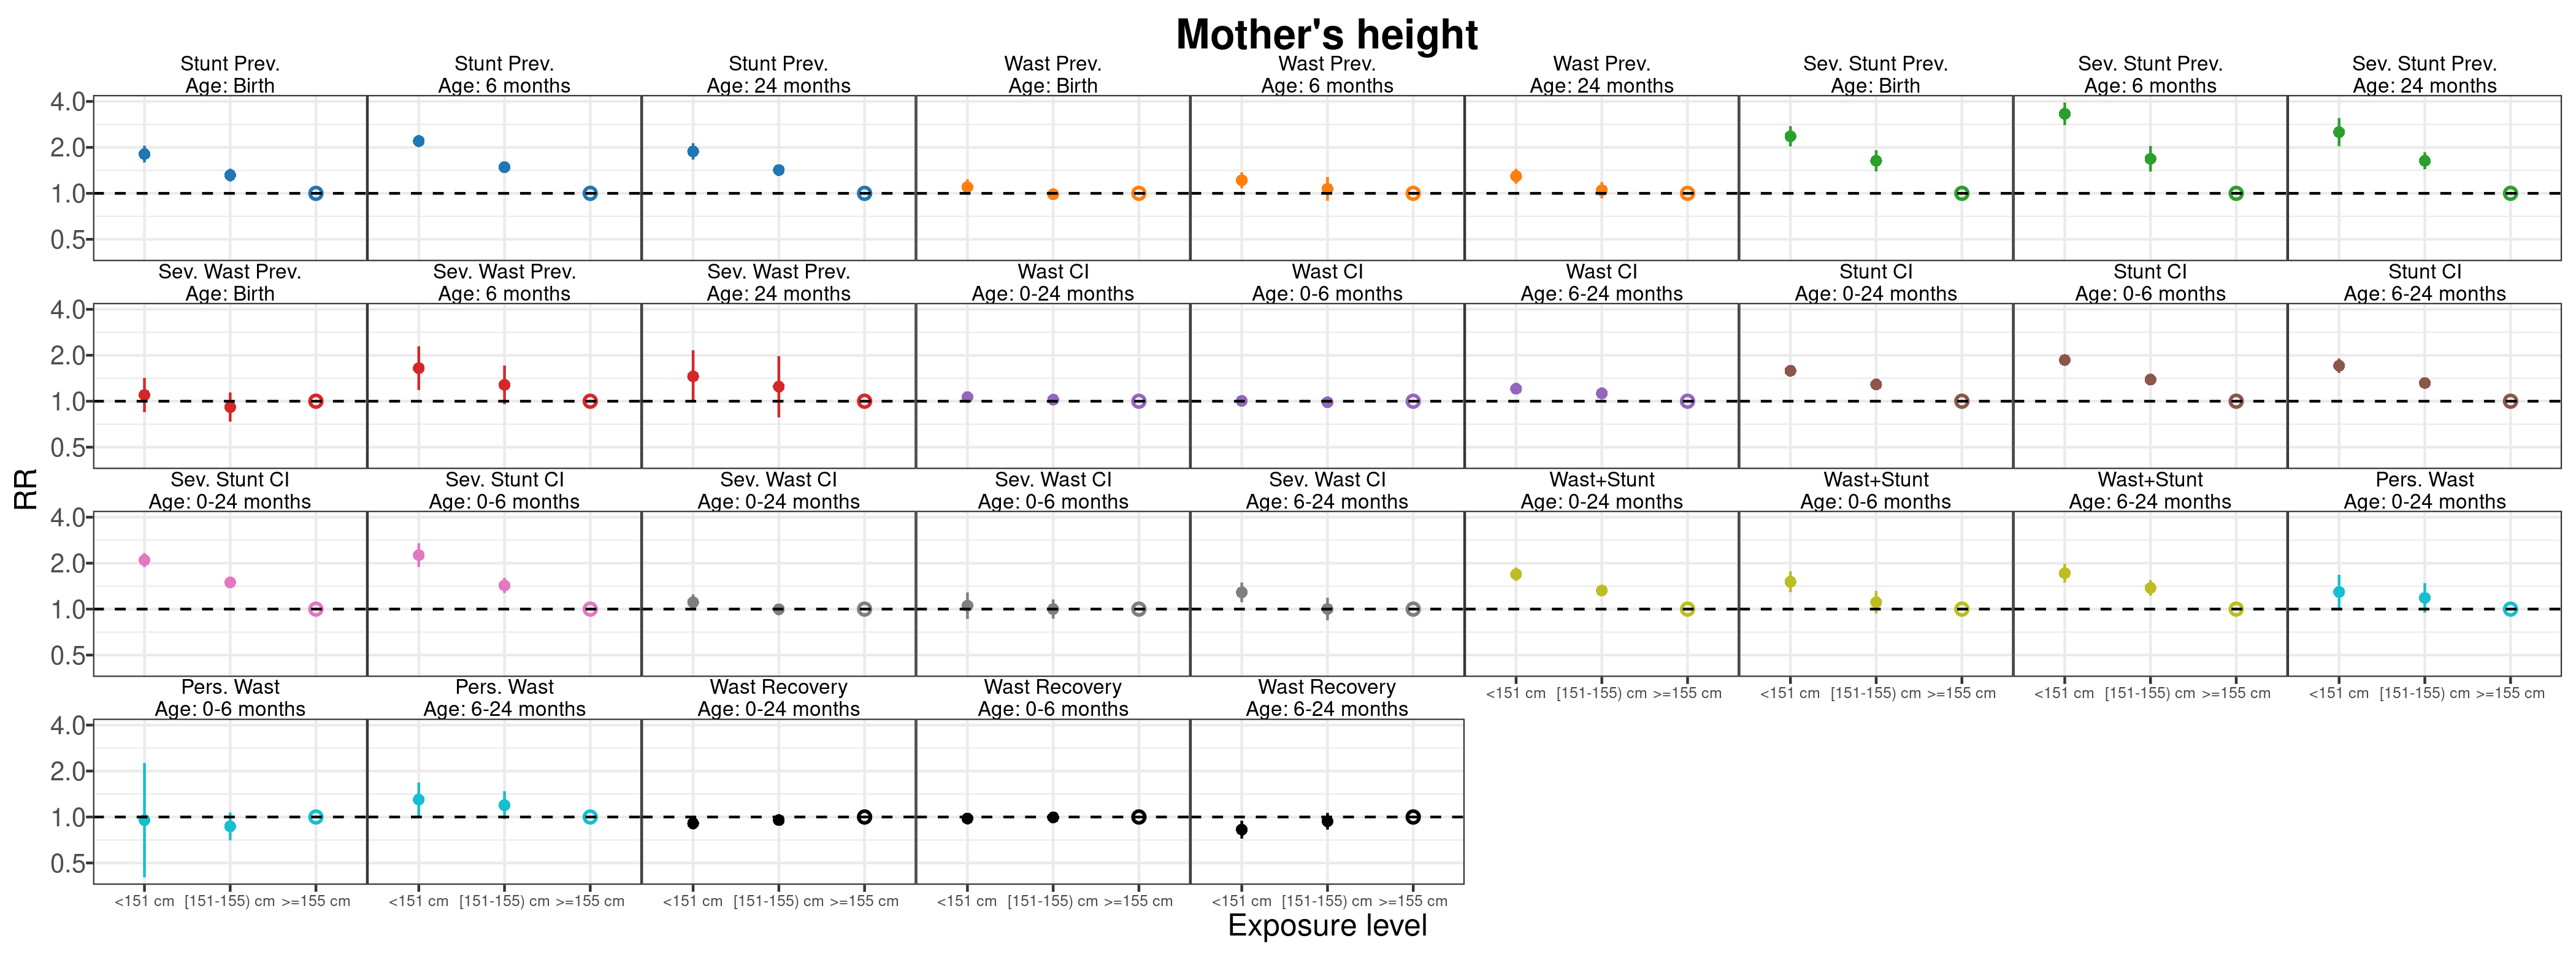 Mother's height
Stunt Prev.
Age: Birth
Stunt Prev.
Age: 6 months
Stunt Prev.
Age: 24 months
Wast Prev.
Age: Birth
Wast Prev.
Age: 6 months
Wast Prev.
Age: 24 months
Sev. Stunt Prev.
Age: Birth
Sev. Stunt Prev.
Age: 6 months
Sev. Stunt Prev.
Age: 24 months
4.0
2.0
1.0
0.5
Sev. Wast Prev.
Age: Birth
Sev. Wast Prev.
Age: 6 months
Sev. Wast Prev.
Age: 24 months
Wast CI
Age: 0-24 months
Wast CI
Age: 0-6 months
Wast CI
Age: 6-24 months
Stunt CI
Age: 0-24 months
Stunt CI
Age: 0-6 months
Stunt CI
Age: 6-24 months
4.0
2.0
1.0
0.5
RR
Sev. Stunt CI
Age: 0-24 months
Sev. Stunt CI
Age: 0-6 months
Sev. Wast CI
Age: 0-24 months
Sev. Wast CI
Age: 0-6 months
Sev. Wast CI
Age: 6-24 months
Wast+Stunt
Age: 0-24 months
Wast+Stunt
Age: 0-6 months
Wast+Stunt
Age: 6-24 months
Pers. Wast
Age: 0-24 months
4.0
2.0
1.0
0.5
<151 cm [151-155) cm >=155 cm
<151 cm [151-155) cm >=155 cm
<151 cm [151-155) cm >=155 cm
<151 cm [151-155) cm >=155 cm
Pers. Wast
Age: 0-6 months
Pers. Wast
Age: 6-24 months
Wast Recovery
Age: 0-24 months
Wast Recovery
Age: 0-6 months
Wast Recovery
Age: 6-24 months
4.0
2.0
1.0
0.5
<151 cm [151-155) cm >=155 cm
<151 cm [151-155) cm >=155 cm
<151 cm [151-155) cm >=155 cm
<151 cm [151-155) cm >=155 cm
<151 cm [151-155) cm >=155 cm
Exposure level